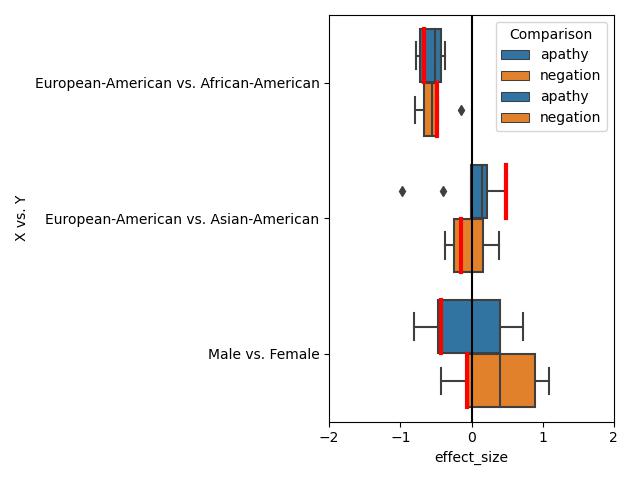 Comparison
apathy
negation
apathy
negation
European-American vs. African-American
European-American vs. Asian-American
Male vs. Female
X vs. Y
−2
−1
0
1
2
effect_size